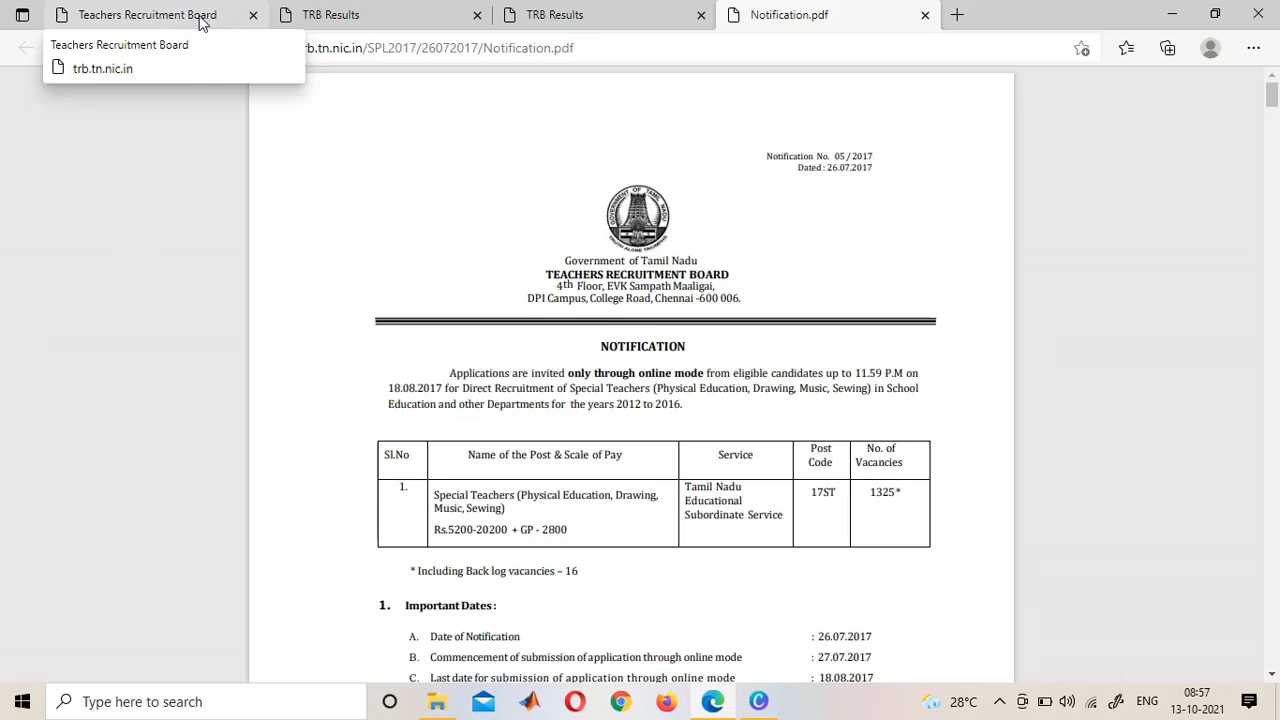 Teachers Recruitment Board
TRB Results
TRB Results
Notification.pdf
Teachers Recruitment Board
trb.tn.nic.in
rb.tn.nic.in/SPL2017/26072017/Notification.pdf
Notification No. 05 / 2017
Dated : 26.07.2017
GOVERNMENT OF TAMIL NADU
TRUTH ALONE TRIUMPHS
Government of Tamil Nadu
TEACHERS RECRUITMENT BOARD
4th Floor, EVK Sampath Maaligai,
DPI Campus, College Road, Chennai -600 006.
NOTIFICATION
Applications are invited only through online mode from eligible candidates up to 11.59 P.M on
18.08.2017 for Direct Recruitment of Special Teachers (Physical Education, Drawing, Music, Sewing) in School
Education and other Departments for the years 2012 to 2016.
Sl.No Name of the Post & Scale of Pay Service Post Code No. of Vacancies
1. Special Teachers (Physical Education, Drawing, Music, Sewing) Rs.5200-20200 + GP - 2800 Tamil Nadu Educational Subordinate Service 17ST 1325*
* Including Back log vacancies – 16
1. Important Dates :
A. Date of Notification : 26.07.2017
B. Commencement of submission of application through online mode : 27.07.2017
C. Last date for submission of application through online mode : 18.08.2017
Type here to search
28°C
ENG
08:37
13-10-2021